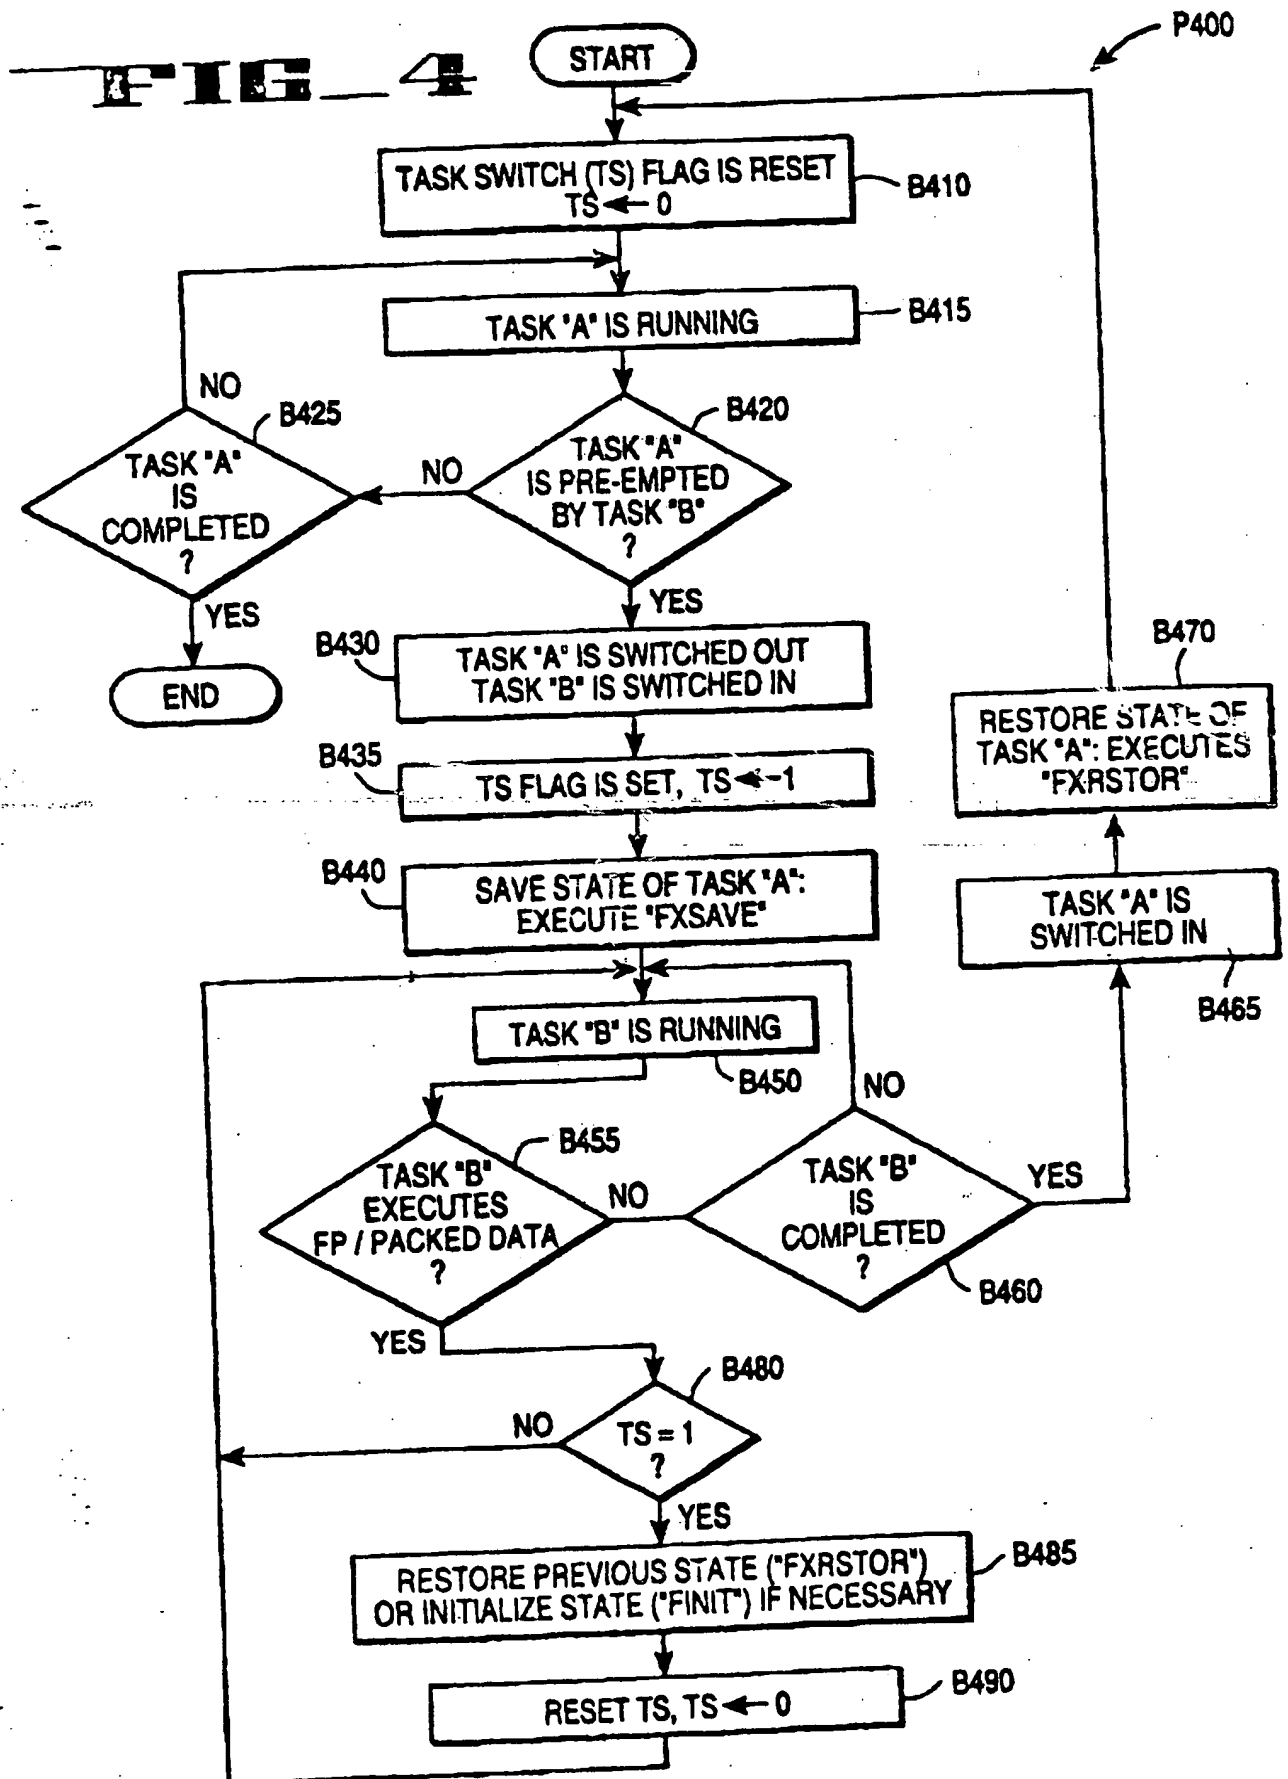 FIG_4
START
P400
TASK SWITCH (TS) FLAG IS RESET
TS ← 0
B410
TASK "A" IS RUNNING
B415
NO
B425
TASK "A"
IS
COMPLETED
?
NO
B420
TASK "A"
IS PRE-EMPTED
BY TASK "B"
?
YES
END
YES
B430
TASK "A" IS SWITCHED OUT
TASK "B" IS SWITCHED IN
B435
TS FLAG IS SET, TS ← 1
B440
SAVE STATE OF TASK "A":
EXECUTE "FXSAVE"
B470
RESTORE STATE OF
TASK "A": EXECUTES
"FXRSTOR"
TASK "A" IS
SWITCHED IN
B465
TASK "B" IS RUNNING
B450
NO
B455
TASK "B"
EXECUTES
FP / PACKED DATA
?
NO
TASK "B"
IS
COMPLETED
?
YES
B460
YES
B480
NO
TS = 1
?
YES
RESTORE PREVIOUS STATE ("FXRSTOR")
OR INITIALIZE STATE ("FINIT") IF NECESSARY
B485
RESET TS, TS ← 0
B490